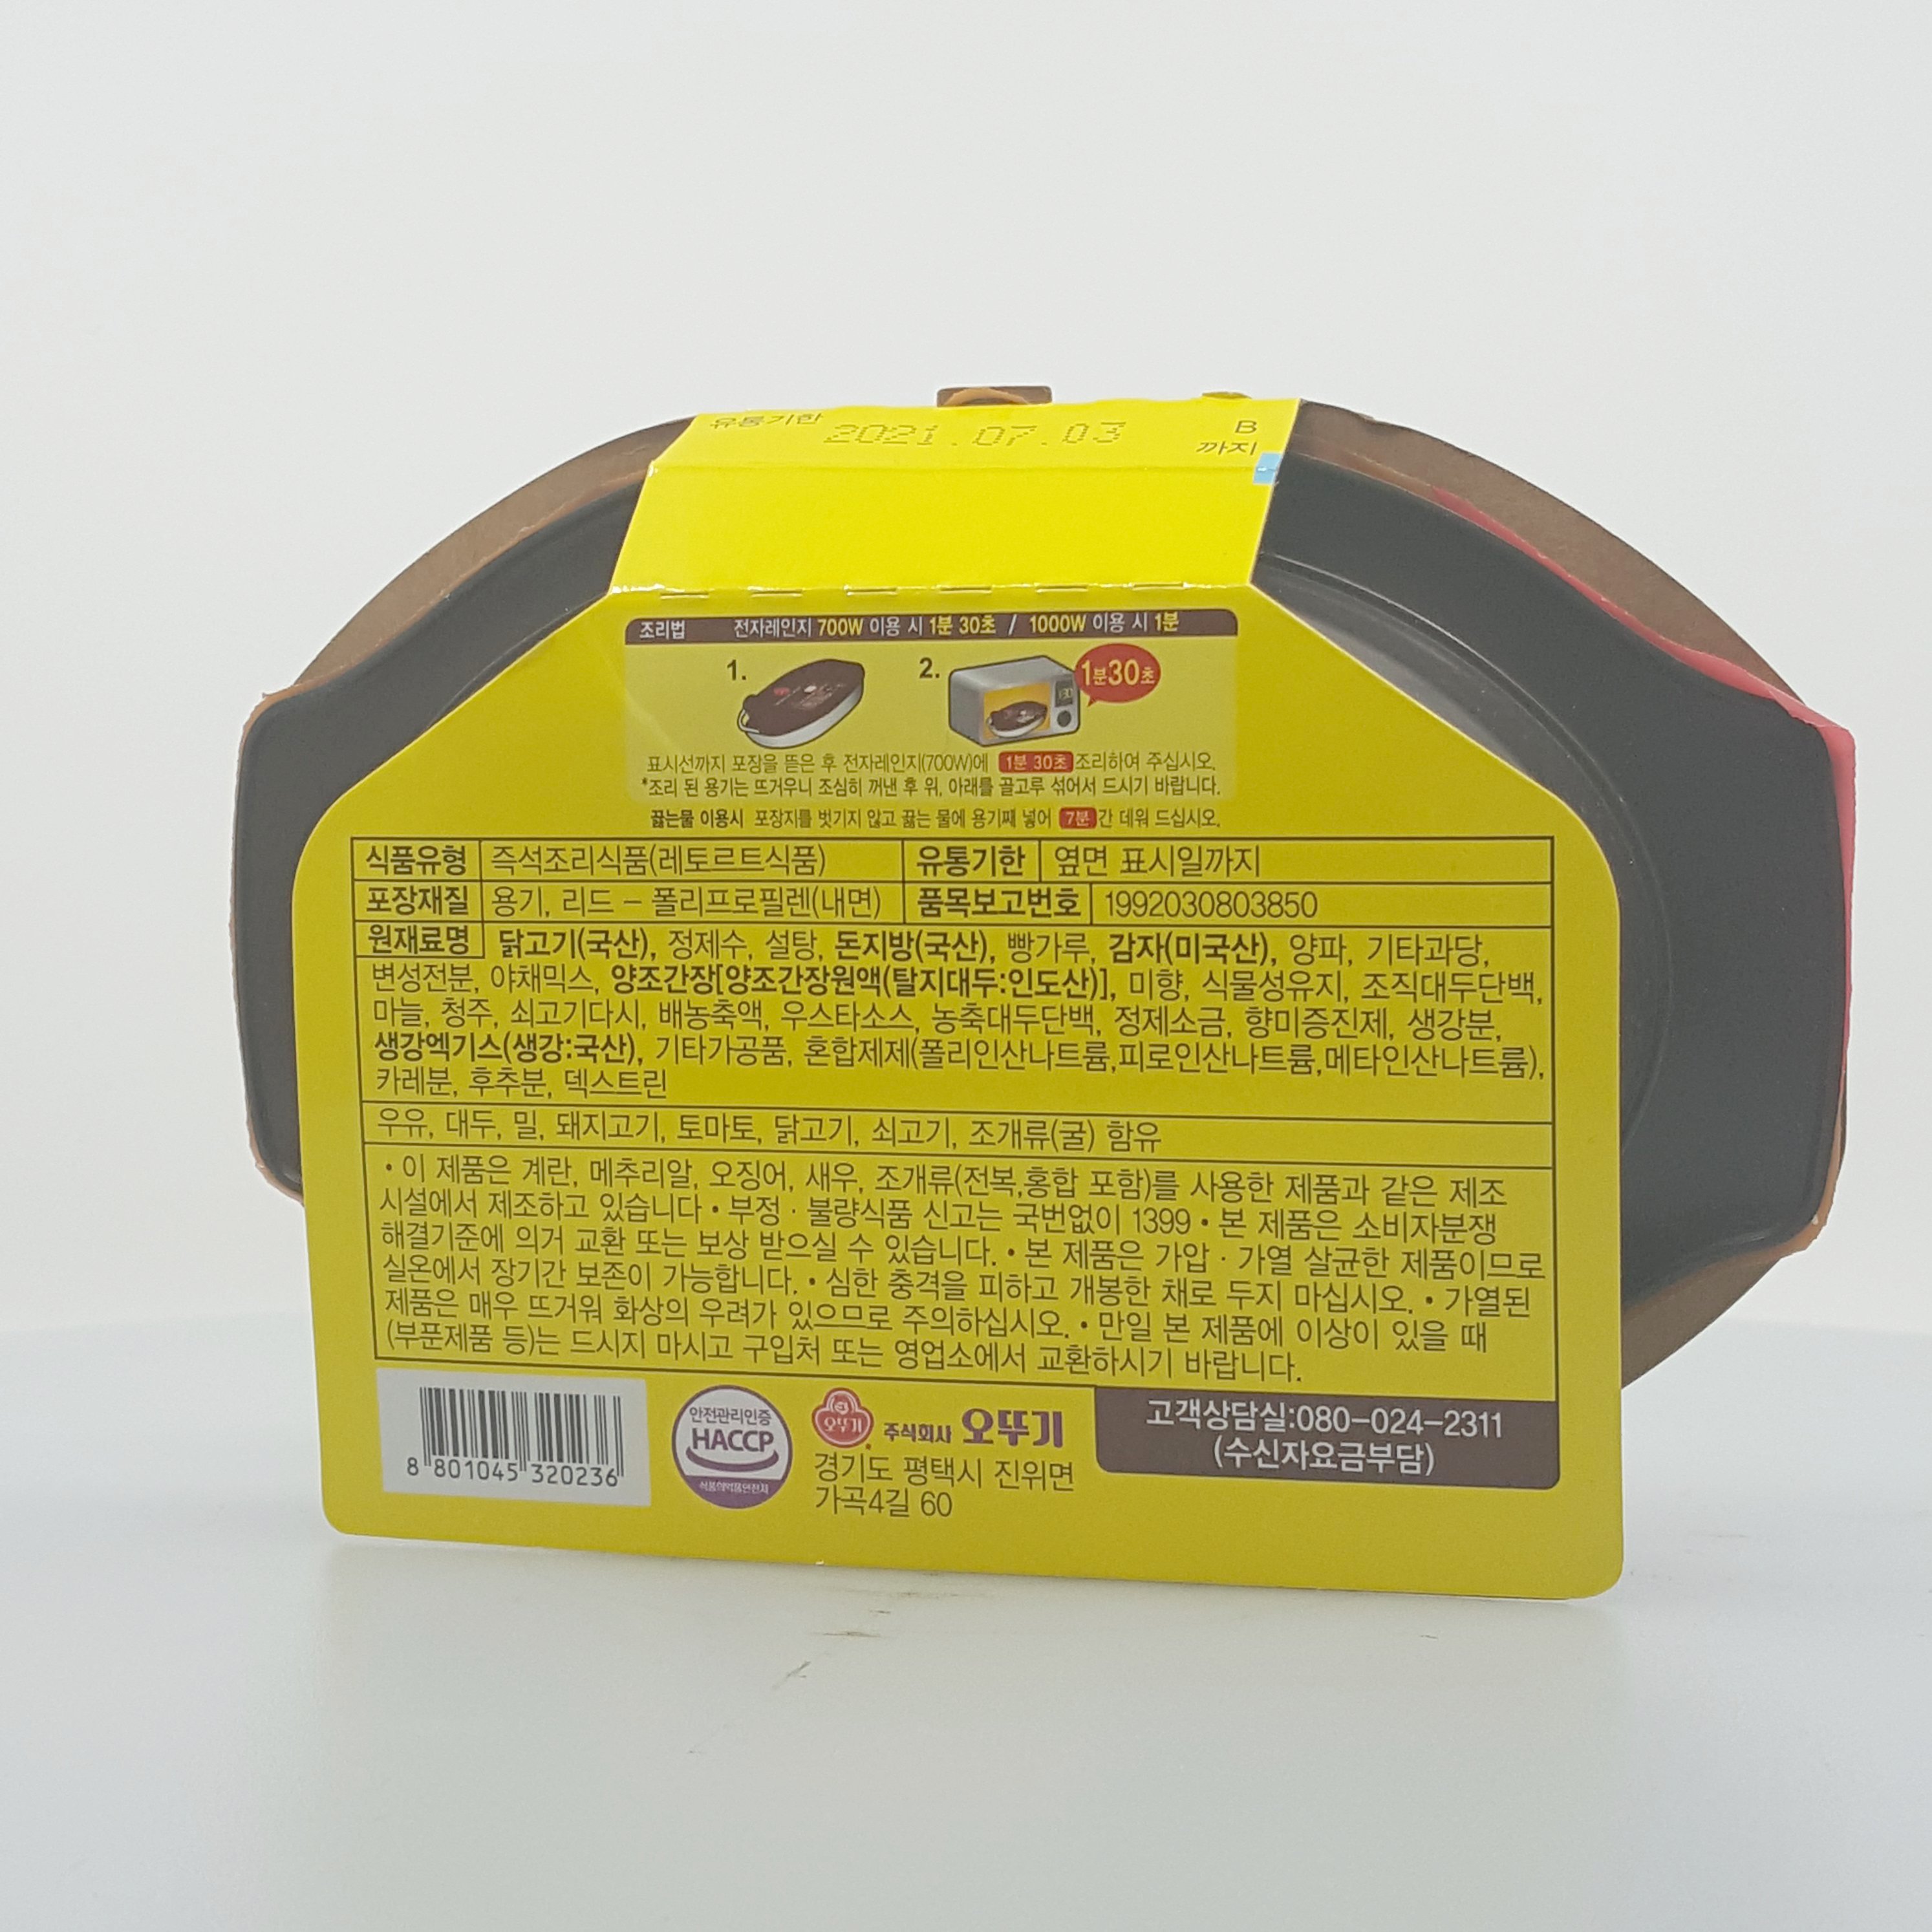 유통기한 2021.07.03 B
까지
조리법 전자레인지 700W 이용 시 1분 30초 / 1000W 이용 시 1분
1. 2. 1분30초
표시선까지 포장을 뜯은 후 전자레인지(700W)에 1분 30초 조리하여 주십시오.
*조리 된 용기는 뜨거우니 조심히 꺼낸 후 위, 아래를 골고루 섞어서 드시기 바랍니다.
끓는물 이용시 포장지를 벗기지 않고 끓는 물에 용기째 넣어 7분 간 데워 드십시오.
식품유형 즉석조리식품(레토르트식품) 유통기한 옆면 표시일까지
포장재질 용기, 리드 - 폴리프로필렌(내면) 품목보고번호 1992030803850
원재료명 닭고기(국산), 정제수, 설탕, 돈지방(국산), 빵가루, 감자(미국산), 양파, 기타과당,
변성전분, 야채믹스, 양조간장[양조간장원액(탈지대두:인도산)], 미향, 식물성유지, 조직대두단백,
마늘, 청주, 쇠고기다시, 배농축액, 우스타소스, 농축대두단백, 정제소금, 향미증진제, 생강분,
생강엑기스(생강:국산), 기타가공품, 혼합제제(폴리인산나트륨,피로인산나트륨,메타인산나트륨),
카레분, 후추분, 덱스트린
우유, 대두, 밀, 돼지고기, 토마토, 닭고기, 쇠고기, 조개류(굴) 함유
• 이 제품은 계란, 메추리알, 오징어, 새우, 조개류(전복,홍합 포함)를 사용한 제품과 같은 제조
시설에서 제조하고 있습니다 • 부정 · 불량식품 신고는 국번없이 1399 • 본 제품은 소비자분쟁
해결기준에 의거 교환 또는 보상 받으실 수 있습니다. • 본 제품은 가압 · 가열 살균한 제품이므로
실온에서 장기간 보존이 가능합니다. • 심한 충격을 피하고 개봉한 채로 두지 마십시오. • 가열된
제품은 매우 뜨거워 화상의 우려가 있으므로 주의하십시오. • 만일 본 제품에 이상이 있을 때
(부푼제품 등)는 드시지 마시고 구입처 또는 영업소에서 교환하시기 바랍니다.
8 801045 320236
안전관리인증
HACCP
식품의약품안전처
오뚜기 주식회사 오뚜기
경기도 평택시 진위면
가곡4길 60
고객상담실:080-024-2311
(수신자요금부담)